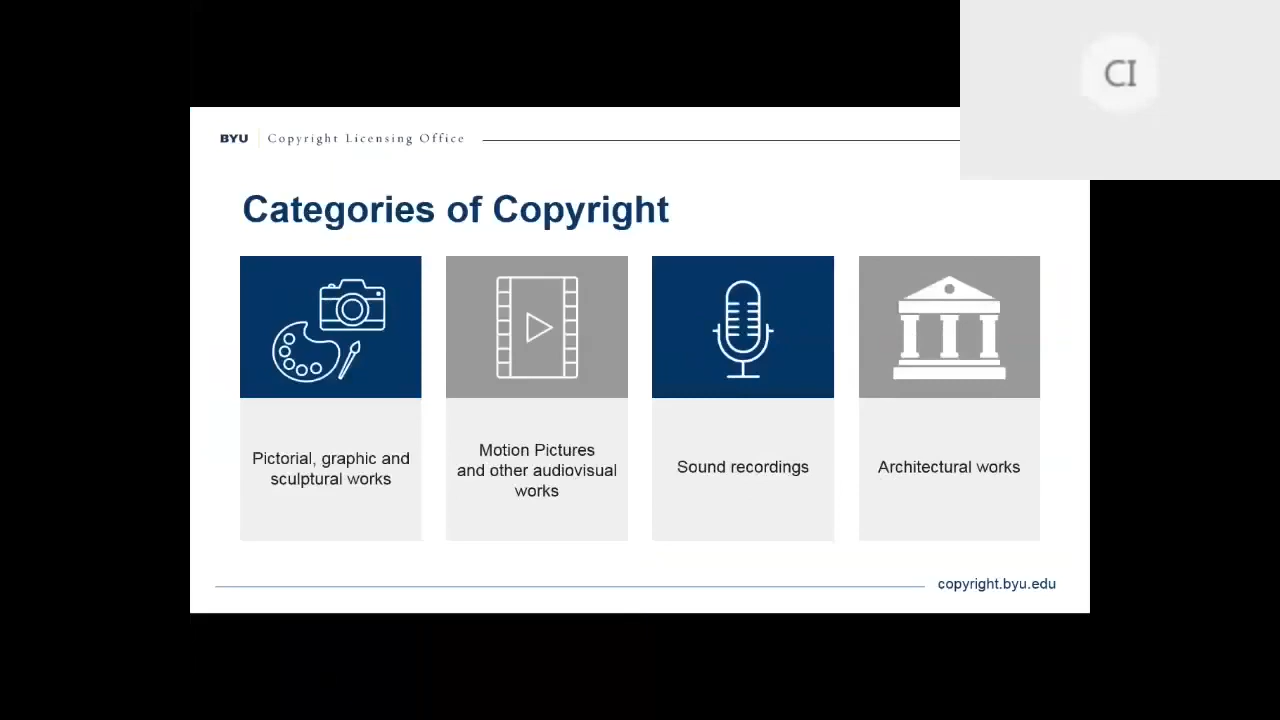 CI
BYU Copyright Licensing Office
Categories of Copyright
Pictorial, graphic and
sculptural works
Motion Pictures
and other audiovisual
works
Sound recordings
Architectural works
copyright.byu.edu